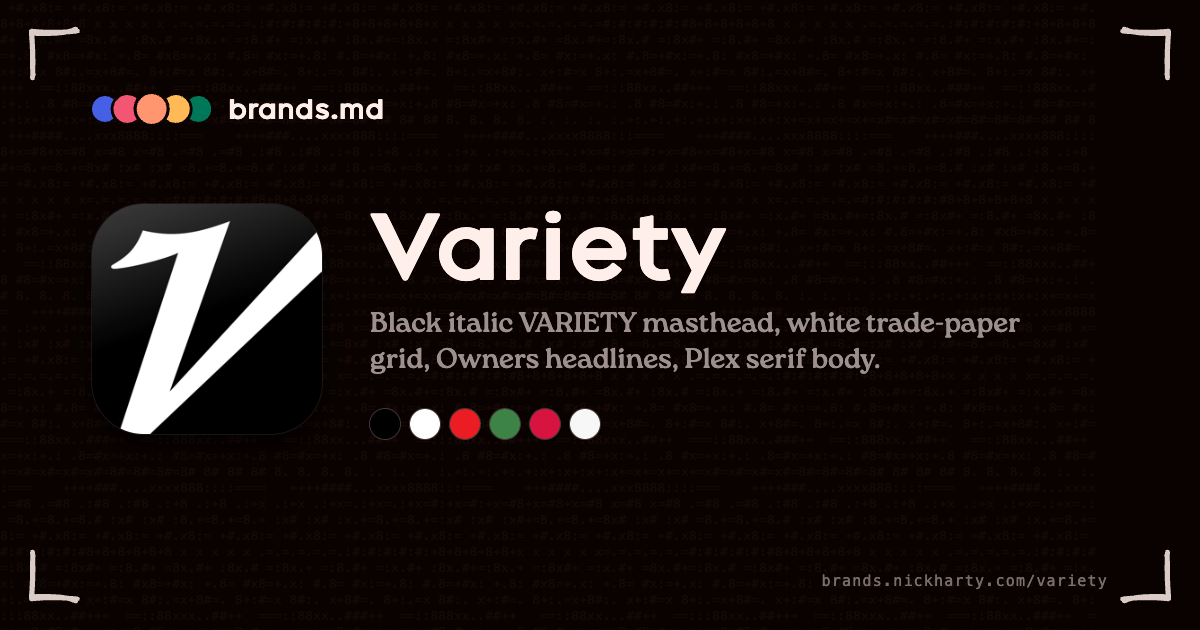 brands.md
V
Variety
Black italic VARIETY masthead, white trade-paper
grid, Owners headlines, Plex serif body.
brands.nickharty.com/variety